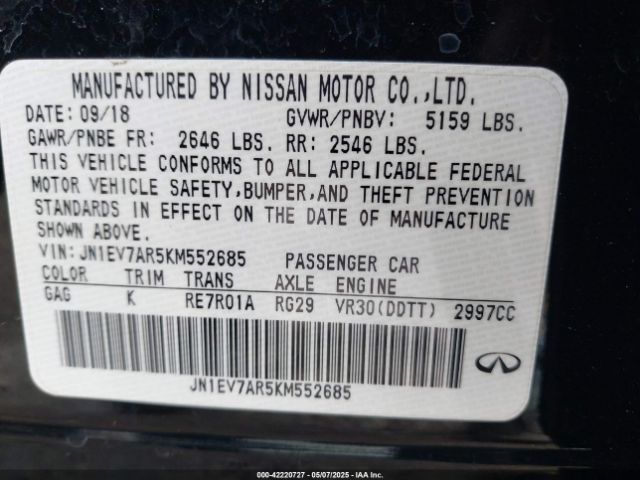 MANUFACTURED BY NISSAN MOTOR CO.,LTD.
DATE: 09/18 GVWR/PNBV: 5159 LBS.
GAWR/PNBE FR: 2646 LBS. RR: 2546 LBS.
THIS VEHICLE CONFORMS TO ALL APPLICABLE FEDERAL
MOTOR VEHICLE SAFETY,BUMPER,AND THEFT PREVENTION
STANDARDS IN EFFECT ON THE DATE OF MANUFACTURE
SHOWN ABOVE.
VIN: JN1EV7AR5KM552685 PASSENGER CAR
COLOR TRIM TRANS AXLE ENGINE
GAG K RE7R01A RG29 VR30(DDTT) 2997CC
JN1EV7AR5KM552685
INFINITI
000-42220727 - 05/07/2025 - IAA Inc.